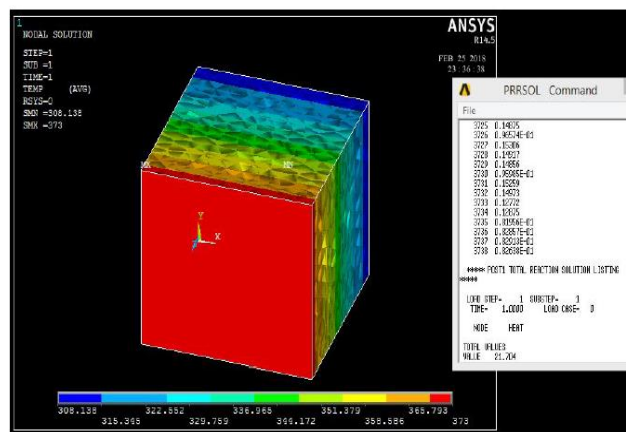 1
NODAL SOLUTION
STEP=1
SUB =1
TIME=1
TEMP (AVG)
RSYS=0
SMN =308.138
SMX =373
ANSYS
R14.5
FEB 25 2018
23:36:38
MX
MN
Y
X
308.138 322.552 336.965 351.379 365.793
315.345 329.759 344.172 358.586 373
PRRSOL Command
File
3725 0.14875
3726 0.96574E-01
3727 0.15306
3728 0.14917
3729 0.14856
3730 0.95985E-01
3731 0.15259
3732 0.14973
3733 0.12772
3734 0.12875
3735 0.81956E-01
3736 0.82857E-01
3737 0.82913E-01
3738 0.82638E-01
***** POST1 TOTAL REACTION SOLUTION LISTING
*****
LOAD STEP= 1 SUBSTEP= 1
TIME= 1.0000 LOAD CASE= 0
NODE HEAT
TOTAL VALUES
VALUE 21.704